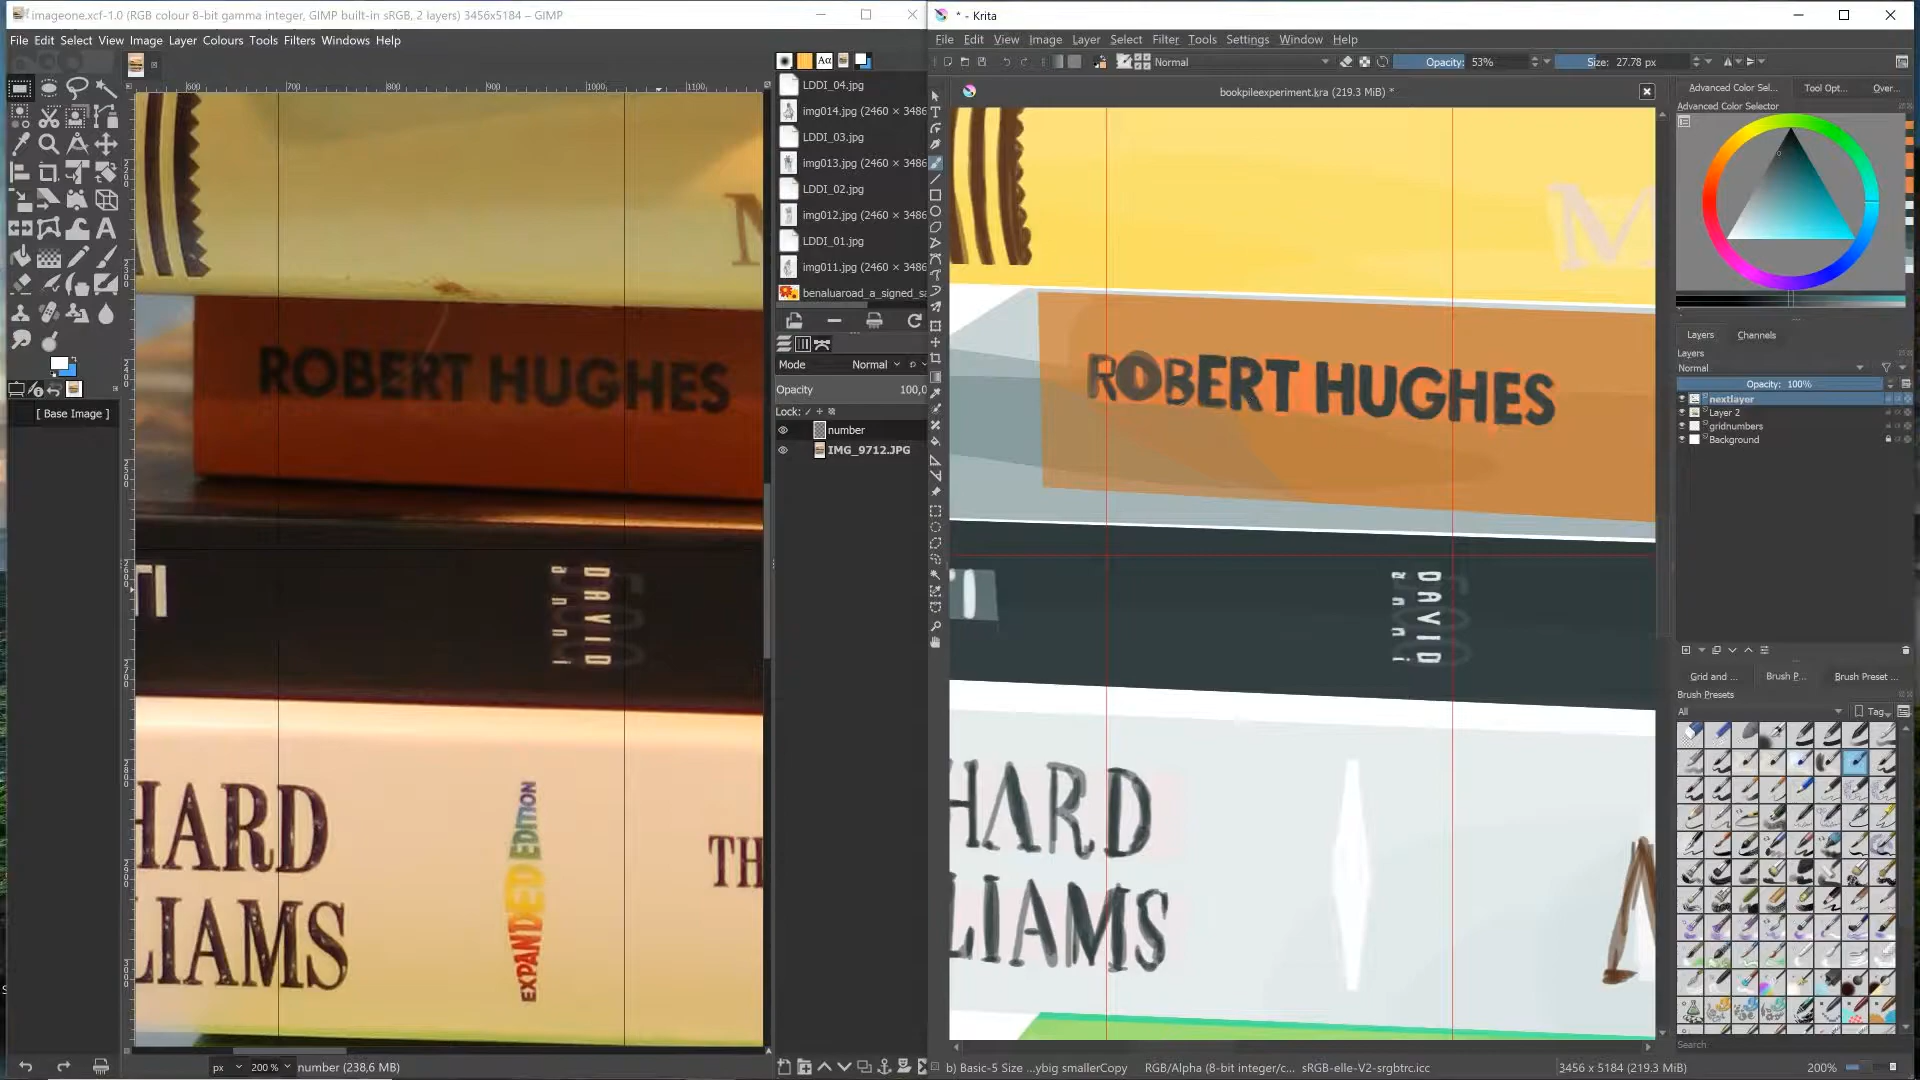 imageone.xcf-1.0 (RGB colour 8-bit gamma integer, GIMP built-in sRGB, 2 layers) 3456x5184 – GIMP
File Edit Select View Image Layer Colours Tools Filters Windows Help
600 700 800 900 1000 1100
[ Base Image ]
ROBERT HUGHES
DAVID
HARD
LIAMS
EXPANDED EDITION
TH
px 200 % number (238,6 MB)
LDDI_04.jpg
img014.jpg (2460 × 3486
LDDI_03.jpg
img013.jpg (2460 × 3486
LDDI_02.jpg
img012.jpg (2460 × 3486
LDDI_01.jpg
img011.jpg (2460 × 3486
benaluaroad_a_signed_sa
Mode Normal
Opacity 100,0
Lock:
number
IMG_9712.JPG
* - Krita
File Edit View Image Layer Select Filter Tools Settings Window Help
Normal Opacity: 53% Size: 27.78 px
bookpileexperiment.kra (219.3 MiB) *
M
ROBERT HUGHES
DAVID
HARD
LIAMS
b) Basic-5 Size ...ybig smallerCopy RGB/Alpha (8-bit integer/c... sRGB-elle-V2-srgbtrc.icc 3456 x 5184 (219.3 MiB) 200%
Advanced Color Sel... Tool Opt... Over...
Advanced Color Selector
Layers Channels
Layers
Normal
Opacity: 100%
nextlayer
Layer 2
gridnumbers
Background
Grid and ... Brush P... Brush Preset ...
Brush Presets
All Tag
Search